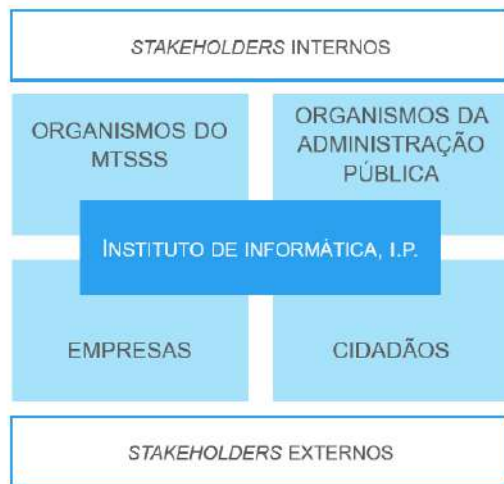 STAKEHOLDERS INTERNOS
ORGANISMOS DO
MTSSS
ORGANISMOS DA
ADMINISTRAÇÃO
PÚBLICA
INSTITUTO DE INFORMÁTICA, I.P.
EMPRESAS
CIDADÃOS
STAKEHOLDERS EXTERNOS